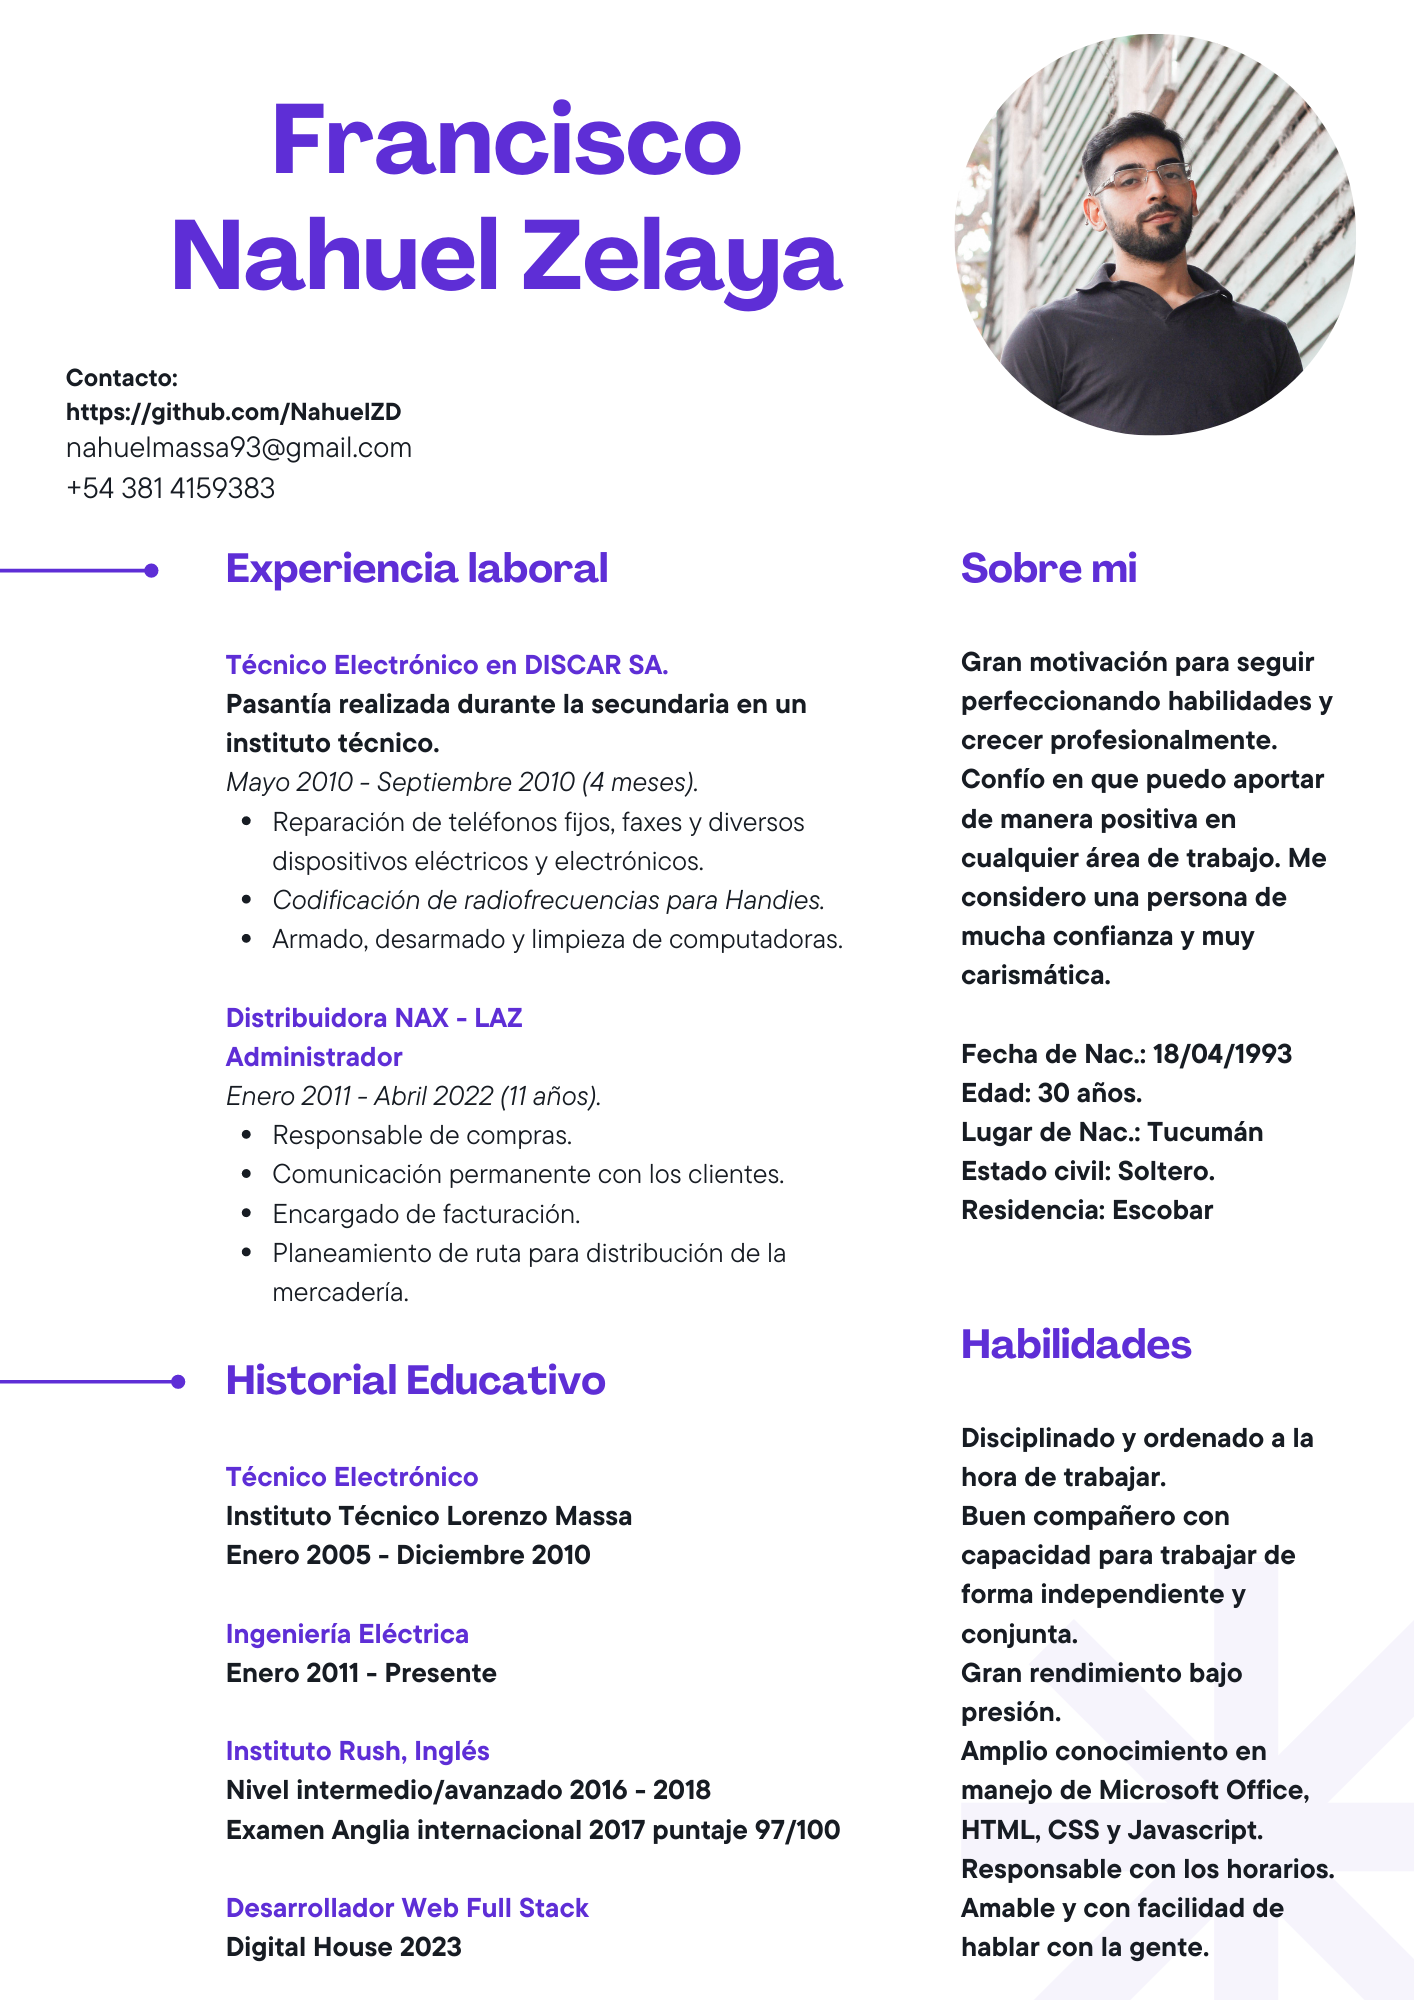 Francisco
Nahuel Zelaya
Contacto:
https://github.com/NahuelZD
nahuelmassa93@gmail.com
+54 381 4159383
Experiencia laboral
Técnico Electrónico en DISCAR SA.
Pasantía realizada durante la secundaria en un
instituto técnico.
Mayo 2010 - Septiembre 2010 (4 meses).
• Reparación de teléfonos fijos, faxes y diversos
dispositivos eléctricos y electrónicos.
• Codificación de radiofrecuencias para Handies.
• Armado, desarmado y limpieza de computadoras.
Distribuidora NAX - LAZ
Administrador
Enero 2011 - Abril 2022 (11 años).
• Responsable de compras.
• Comunicación permanente con los clientes.
• Encargado de facturación.
• Planeamiento de ruta para distribución de la
mercadería.
Historial Educativo
Técnico Electrónico
Instituto Técnico Lorenzo Massa
Enero 2005 - Diciembre 2010
Ingeniería Eléctrica
Enero 2011 - Presente
Instituto Rush, Inglés
Nivel intermedio/avanzado 2016 - 2018
Examen Anglia internacional 2017 puntaje 97/100
Desarrollador Web Full Stack
Digital House 2023
Sobre mi
Gran motivación para seguir
perfeccionando habilidades y
crecer profesionalmente.
Confío en que puedo aportar
de manera positiva en
cualquier área de trabajo. Me
considero una persona de
mucha confianza y muy
carismática.
Fecha de Nac.: 18/04/1993
Edad: 30 años.
Lugar de Nac.: Tucumán
Estado civil: Soltero.
Residencia: Escobar
Habilidades
Disciplinado y ordenado a la
hora de trabajar.
Buen compañero con
capacidad para trabajar de
forma independiente y
conjunta.
Gran rendimiento bajo
presión.
Amplio conocimiento en
manejo de Microsoft Office,
HTML, CSS y Javascript.
Responsable con los horarios.
Amable y con facilidad de
hablar con la gente.